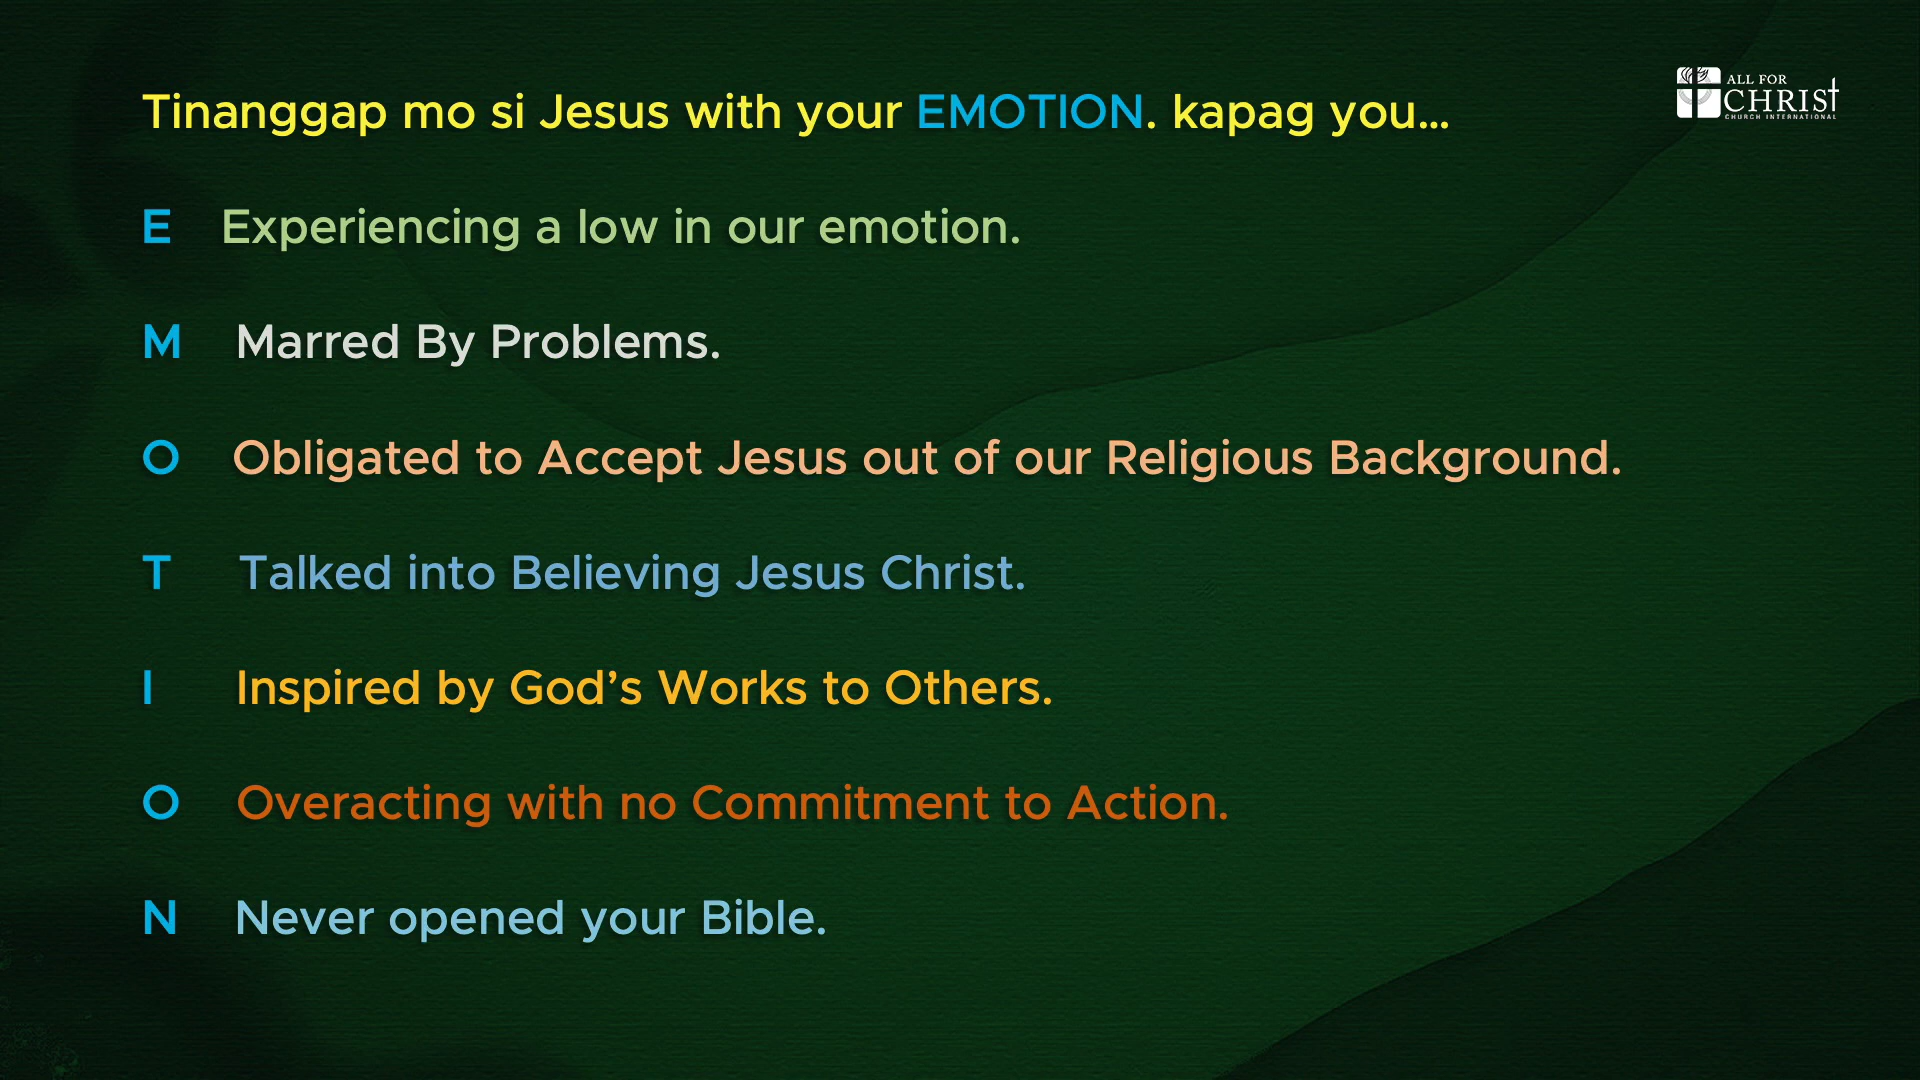 Tinanggap mo si Jesus with your EMOTION. kapag you...
ALL FOR
CHRIST
CHURCH INTERNATIONAL
E Experiencing a low in our emotion.
M Marred By Problems.
O Obligated to Accept Jesus out of our Religious Background.
T Talked into Believing Jesus Christ.
I Inspired by God’s Works to Others.
O Overacting with no Commitment to Action.
N Never opened your Bible.